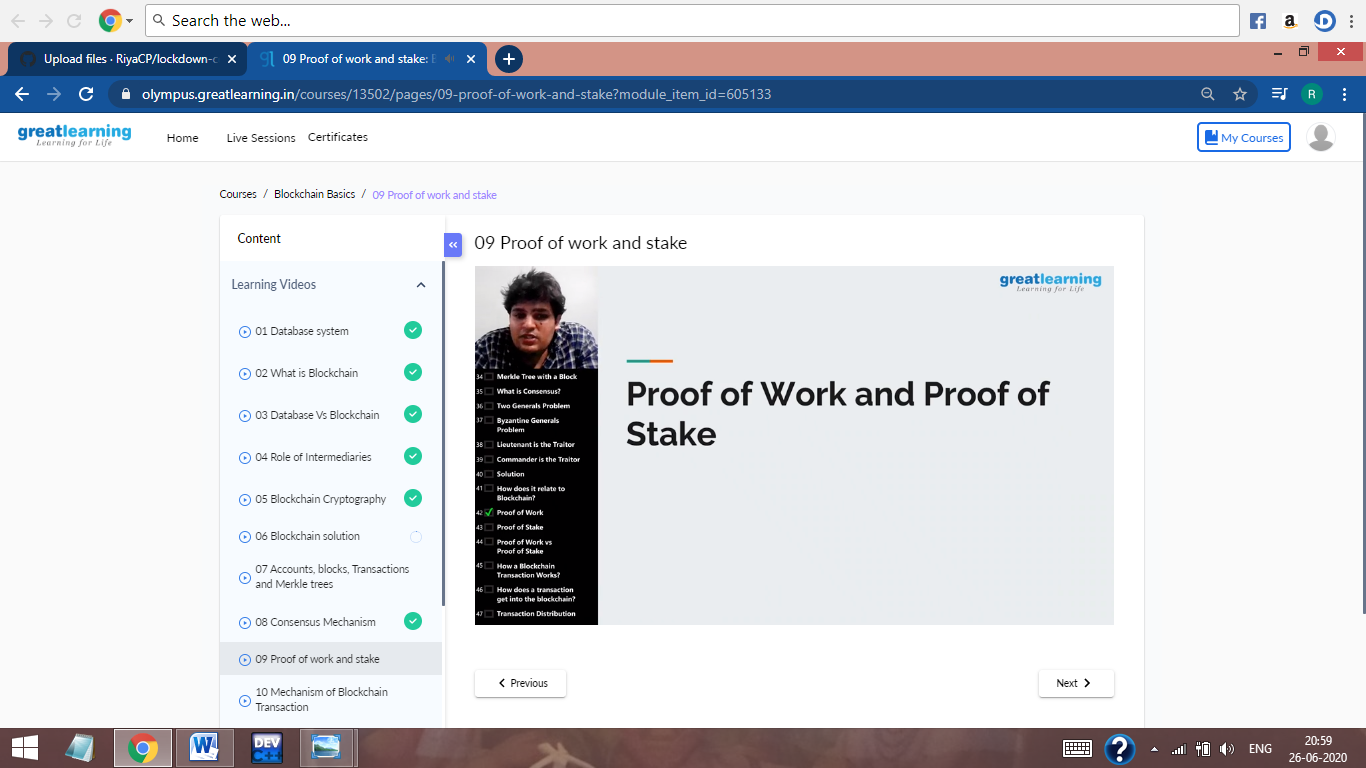 Search the web...
Upload files · RiyaCP/lockdown-c
09 Proof of work and stake:
olympus.greatlearning.in/courses/13502/pages/09-proof-of-work-and-stake?module_item_id=605133
R
greatlearning
Learning for Life
Home
Live Sessions
Certificates
My Courses
Courses / Blockchain Basics / 09 Proof of work and stake
Content
Learning Videos
01 Database system
02 What is Blockchain
03 Database Vs Blockchain
04 Role of Intermediaries
05 Blockchain Cryptography
06 Blockchain solution
07 Accounts, blocks, Transactions
and Merkle trees
08 Consensus Mechanism
09 Proof of work and stake
10 Mechanism of Blockchain
Transaction
09 Proof of work and stake
34 Merkle Tree with a Block
35 What is Consensus?
36 Two Generals Problem
37 Byzantine Generals
Problem
38 Lieutenant is the Traitor
39 Commander is the Traitor
40 Solution
41 How does it relate to
Blockchain?
42 Proof of Work
43 Proof of Stake
44 Proof of Work vs
Proof of Stake
45 How a Blockchain
Transaction Works?
46 How does a transaction
get into the blockchain?
47 Transaction Distribution
greatlearning
Learning for Life
Proof of Work and Proof of
Stake
Previous
Next
DEV
C++
ENG
20:59
26-06-2020